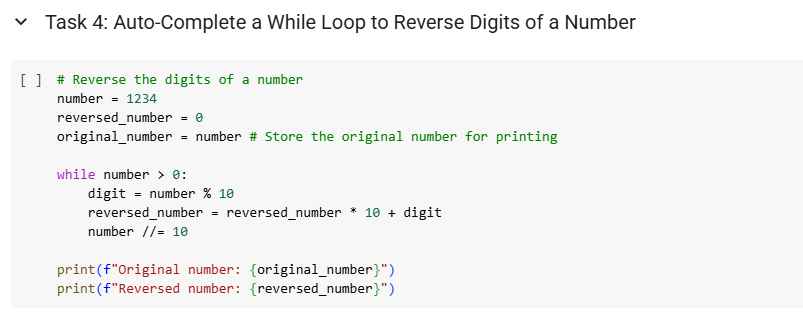 Task 4: Auto-Complete a While Loop to Reverse Digits of a Number
[ ] # Reverse the digits of a number
number = 1234
reversed_number = 0
original_number = number # Store the original number for printing
while number > 0:
    digit = number % 10
    reversed_number = reversed_number * 10 + digit
    number //= 10
print(f"Original number: {original_number}")
print(f"Reversed number: {reversed_number}")